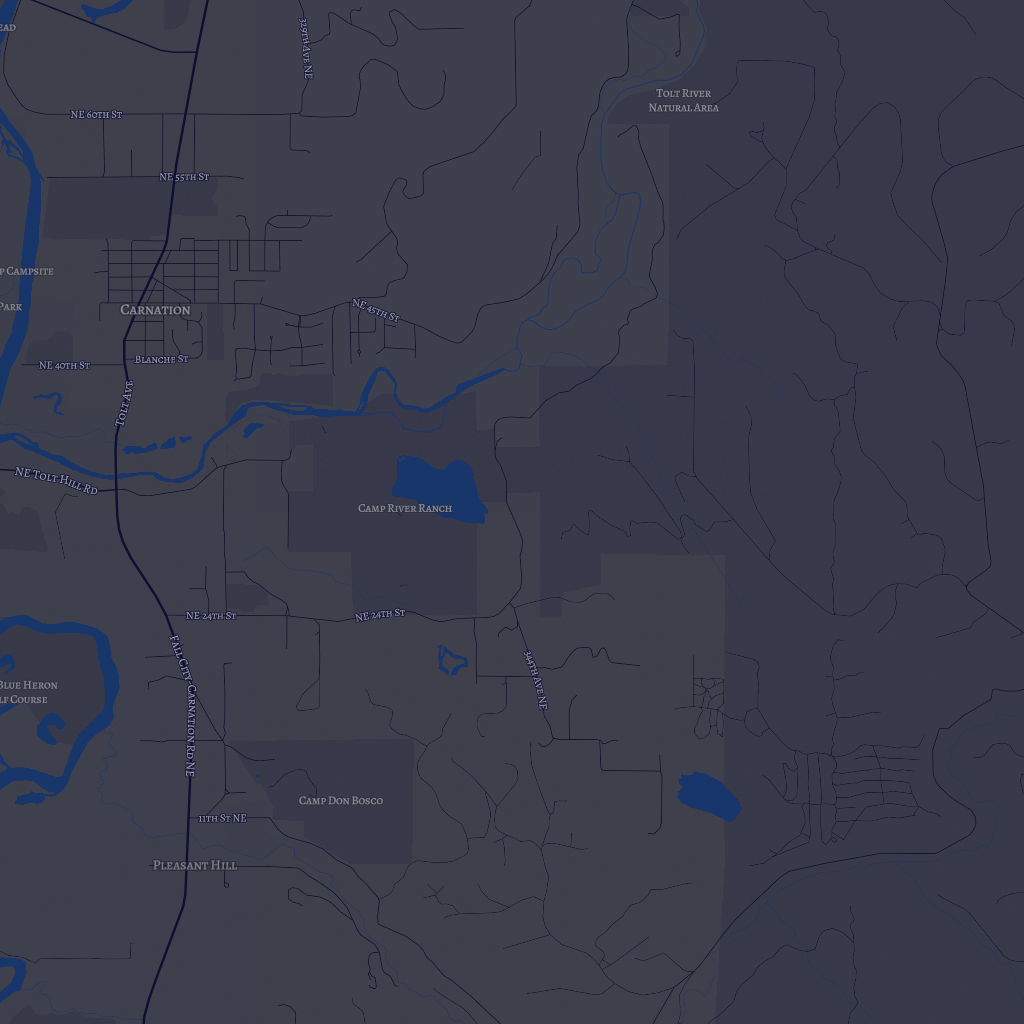 EAD
329TH AVE NE
TOLT RIVER
NATURAL AREA
NE 60TH ST
NE 55TH ST
P CAMPSITE
PARK
CARNATION
NE 45TH ST
BLANCHE ST
NE 40TH ST
TOLT AVE
NE TOLT HILL RD
CAMP RIVER RANCH
NE 24TH ST
NE 24TH ST
FALL CITY-CARNATION RD NE
344TH AVE NE
BLUE HERON
LF COURSE
CAMP DON BOSCO
11TH ST NE
PLEASANT HILL